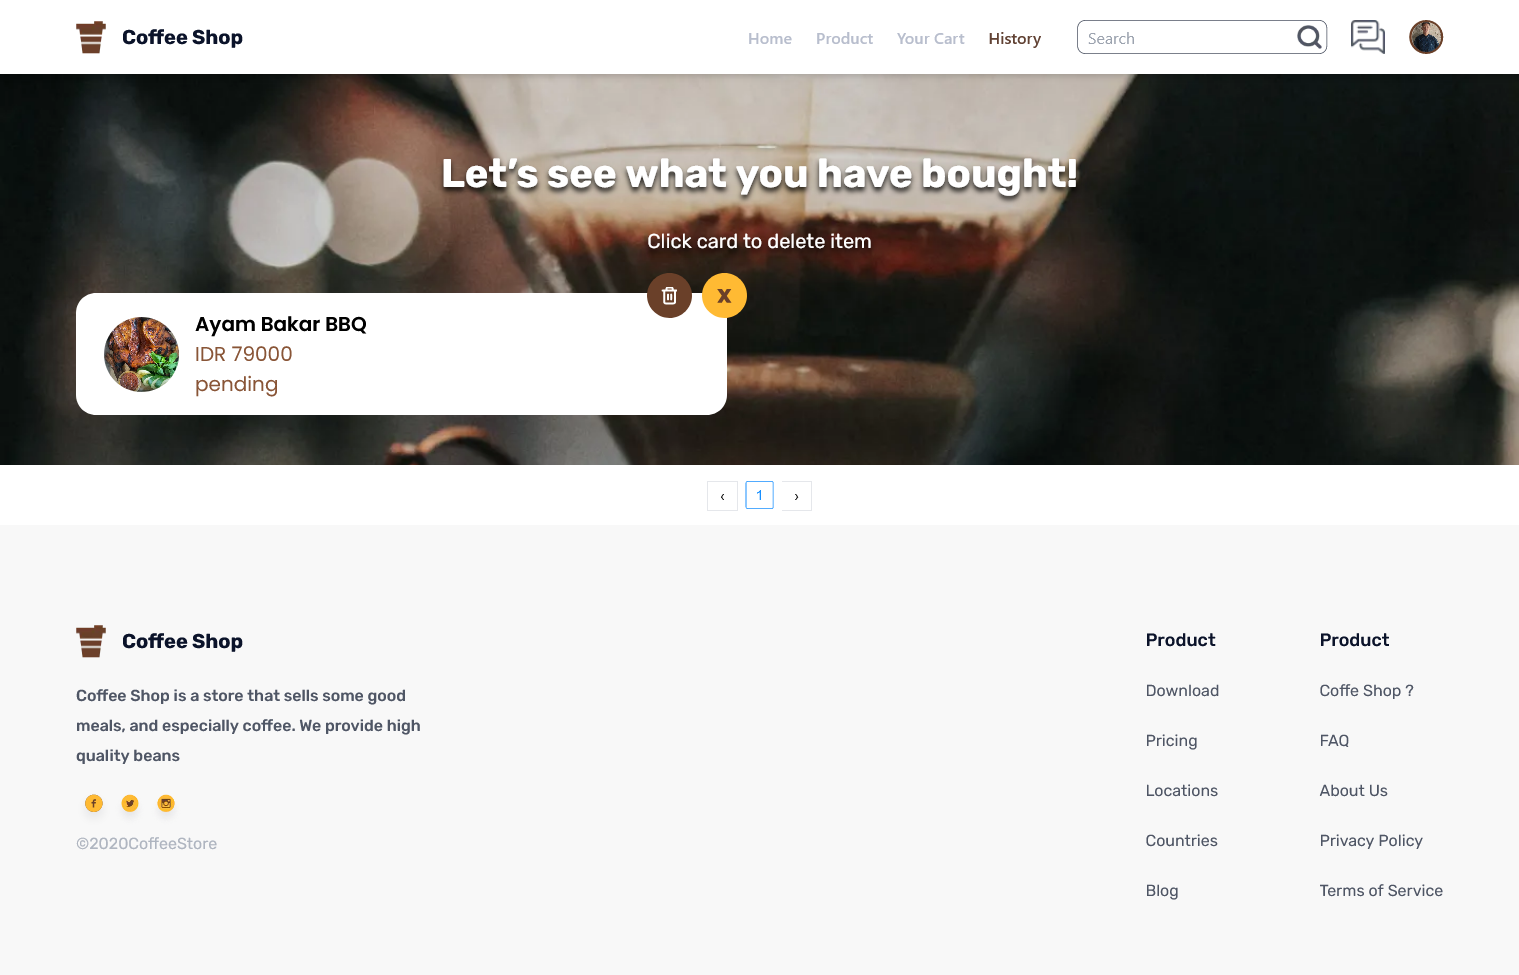 Coffee Shop
Home
Product
Your Cart
History
Search
Let’s see what you have bought!
Click card to delete item
X
Ayam Bakar BBQ
IDR 79000
pending
‹
1
›
Coffee Shop
Coffee Shop is a store that sells some good
meals, and especially coffee. We provide high
quality beans
©2020CoffeeStore
Product
Download
Pricing
Locations
Countries
Blog
Product
Coffe Shop ?
FAQ
About Us
Privacy Policy
Terms of Service